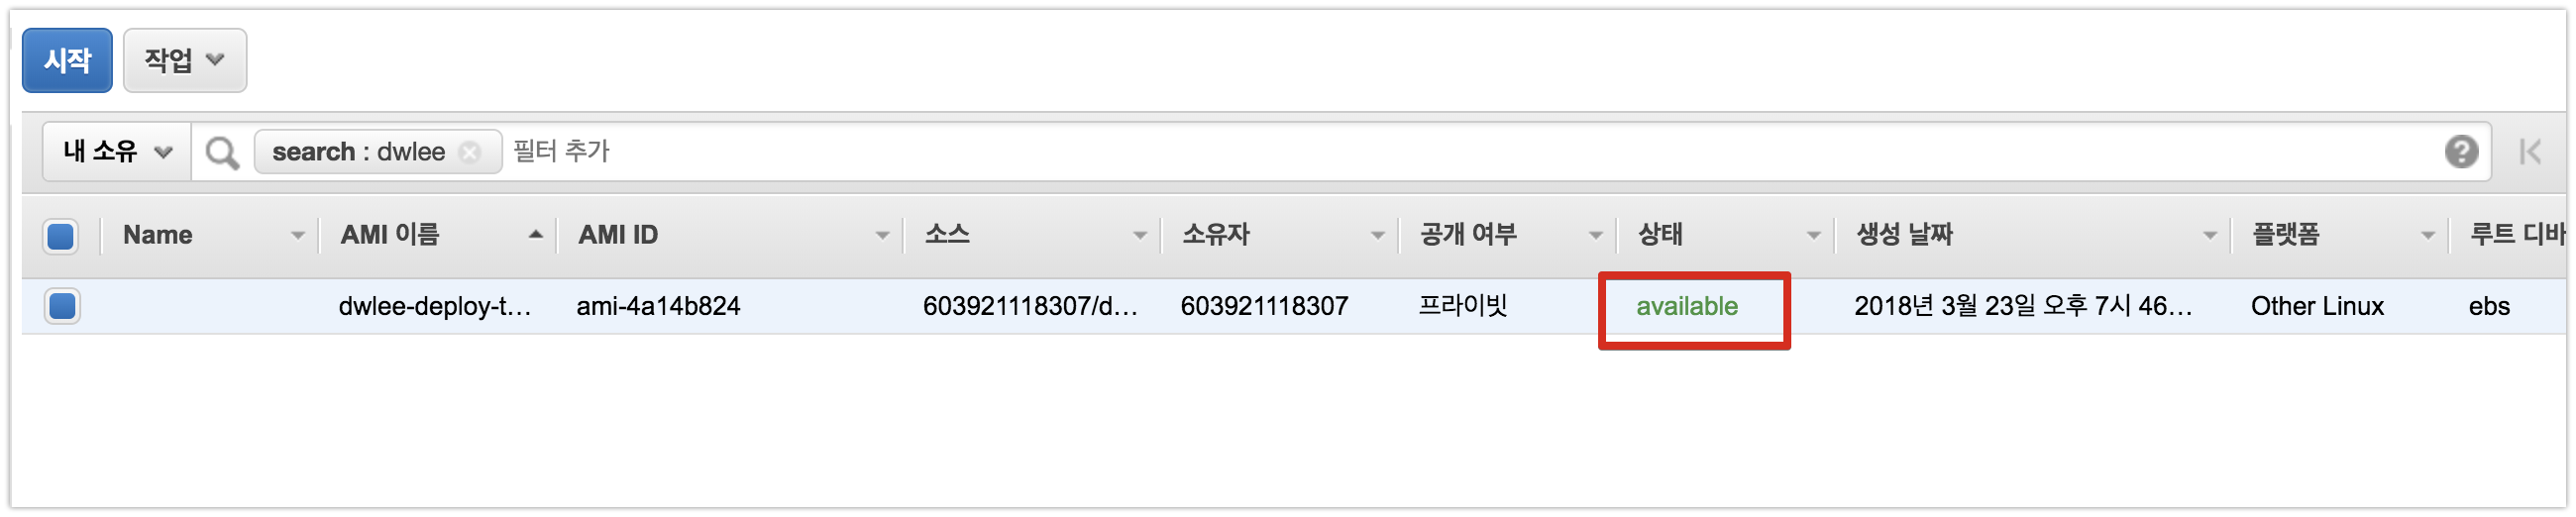 시작 작업
내 소유 search : dwlee 필터 추가 ?
Name AMI 이름 AMI ID 소스 소유자 공개 여부 상태 생성 날짜 플랫폼 루트 디바
dwlee-deploy-t... ami-4a14b824 603921118307/d... 603921118307 프라이빗 available 2018년 3월 23일 오후 7시 46... Other Linux ebs